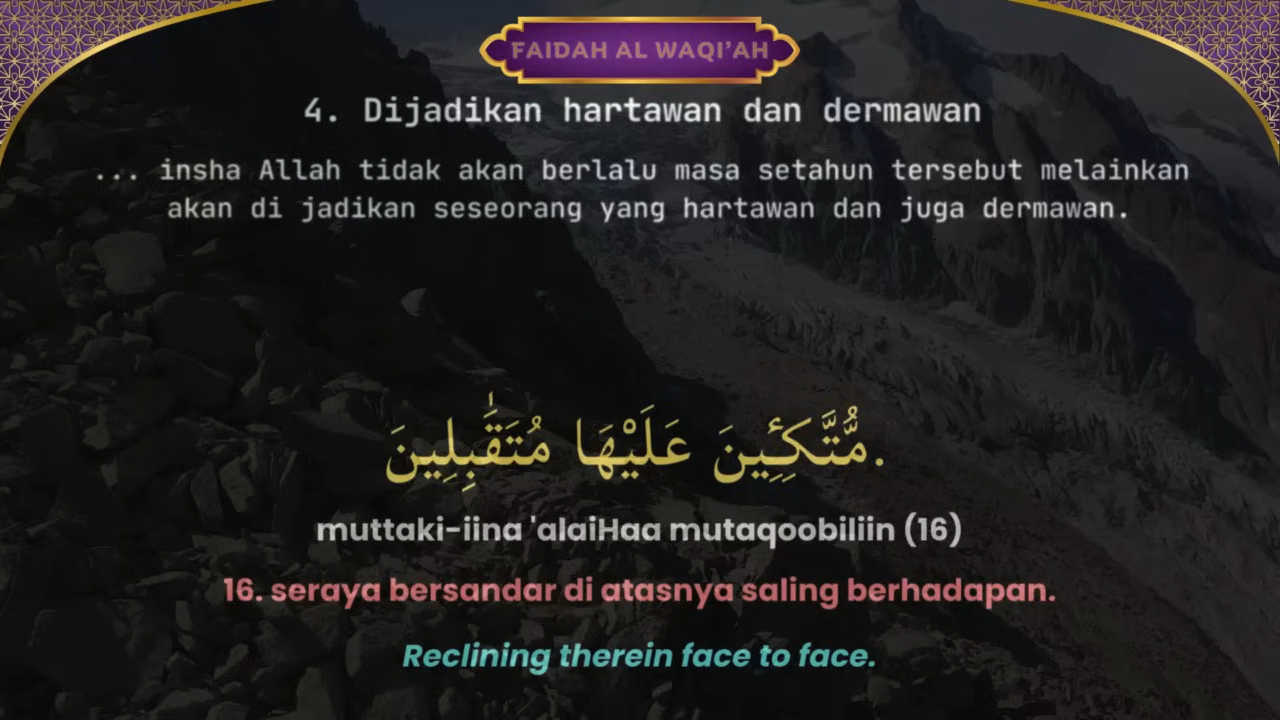 FAIDAH AL WAQI'AH
4. Dijadikan hartawan dan dermawan
... insha Allah tidak akan berlalu masa setahun tersebut melainkan
akan di jadikan seseorang yang hartawan dan juga dermawan.
.مُّتَّكِـِٔينَ عَلَيْهَا مُتَقَٰبِلِينَ
muttaki-iina 'alaiHaa mutaqoobiliin (16)
16. seraya bersandar di atasnya saling berhadapan.
Reclining therein face to face.